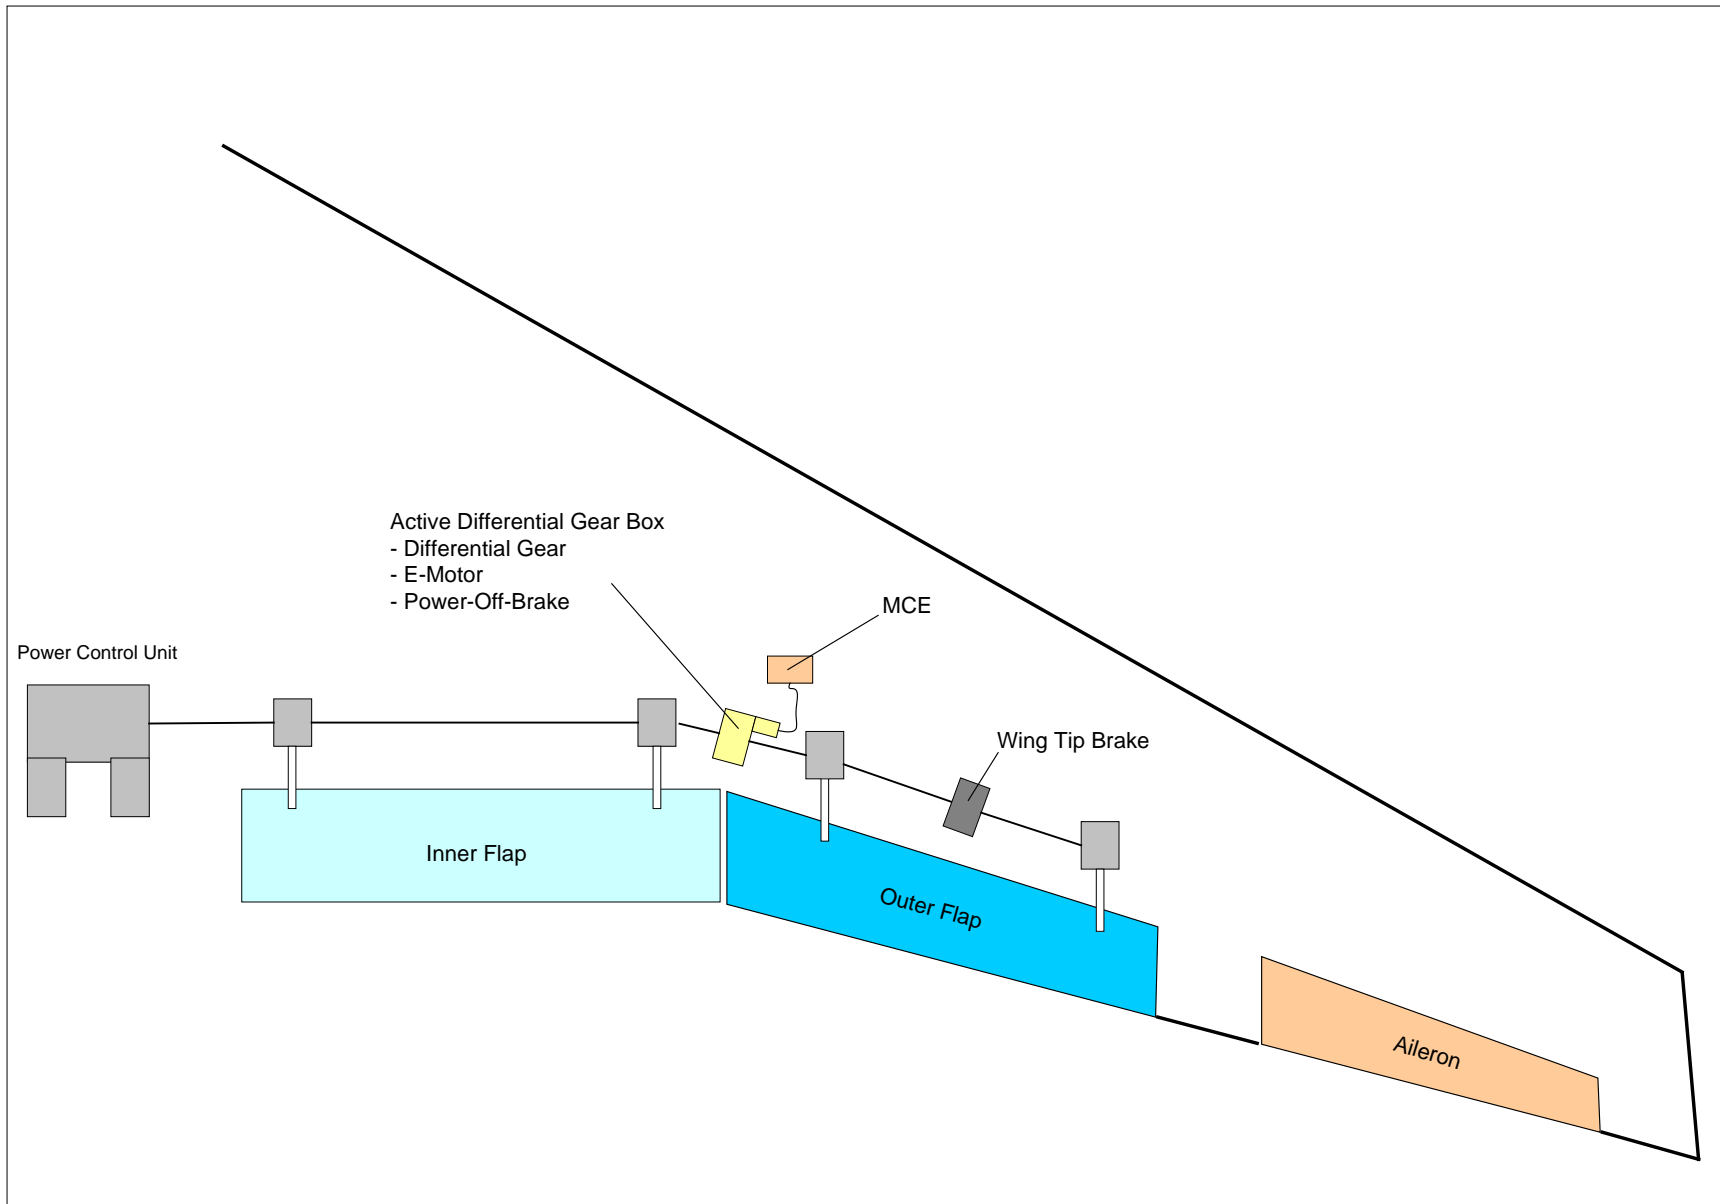 Active Differential Gear Box
- Differential Gear
- E-Motor
- Power-Off-Brake
MCE
Power Control Unit
Wing Tip Brake
Inner Flap
Outer Flap
Aileron